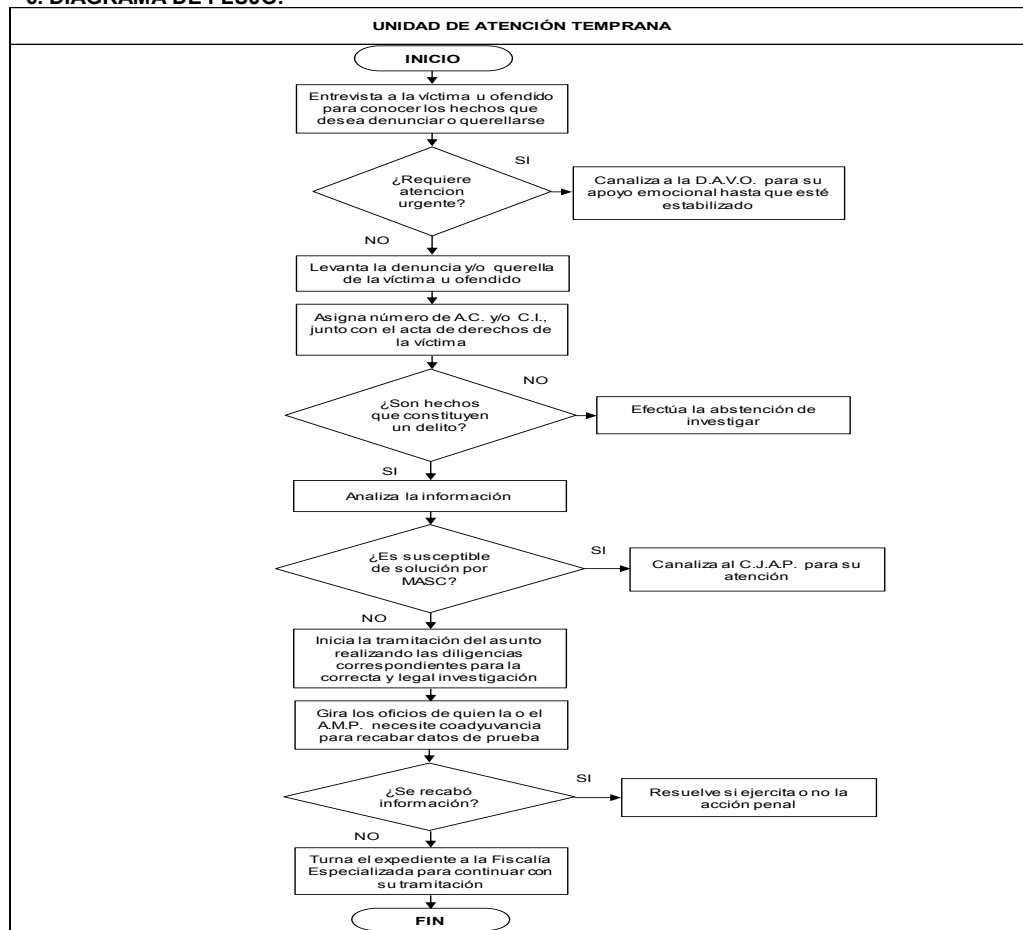 UNIDAD DE ATENCIÓN TEMPRANA
INICIO
Entrevista a la víctima u ofendido
para conocer los hechos que
desea denunciar o querellarse
¿Requiere
atencion
urgente?
SI
Canaliza a la D.A.V.O. para su
apoyo emocional hasta que esté
estabilizado
NO
Levanta la denuncia y/o querella
de la víctima u ofendido
Asigna número de A.C. y/o C.I.,
junto con el acta de derechos de
la víctima
¿Son hechos
que constituyen
un delito?
NO
Efectúa la abstención de
investigar
SI
Analiza la información
¿Es susceptible
de solución por
MASC?
SI
Canaliza al C.J.A.P. para su
atención
NO
Inicia la tramitación del asunto
realizando las diligencias
correspondientes para la
correcta y legal investigación
Gira los oficios de quien la o el
A.M.P. necesite coadyuvancia
para recabar datos de prueba
¿Se recabó
información?
SI
Resuelve si ejercita o no la
acción penal
NO
Turna el expediente a la Fiscalía
Especializada para continuar con
su tramitación
FIN